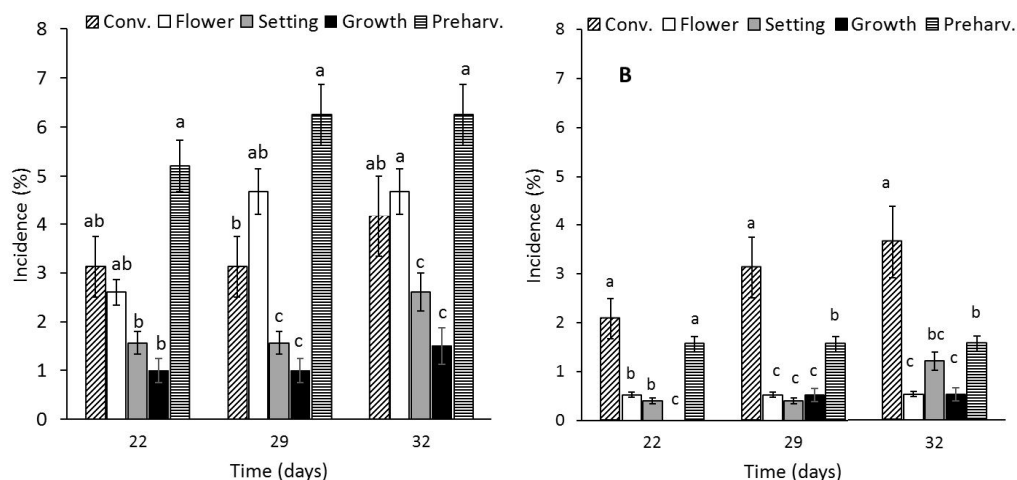 Conv. Flower Setting Growth Preharv.
8
7
6
5
4
3
2
1
0
Incidence (%)
ab
ab
b
b
a
b
ab
c
c
a
ab
a
c
c
a
22 29 32
Time (days)
Conv. Flower Setting Growth Preharv.
B
8
7
6
5
4
3
2
1
0
Incidence (%)
a
b
b
c
a
a
c
c
c
b
a
c
bc
c
b
22 29 32
Time (days)